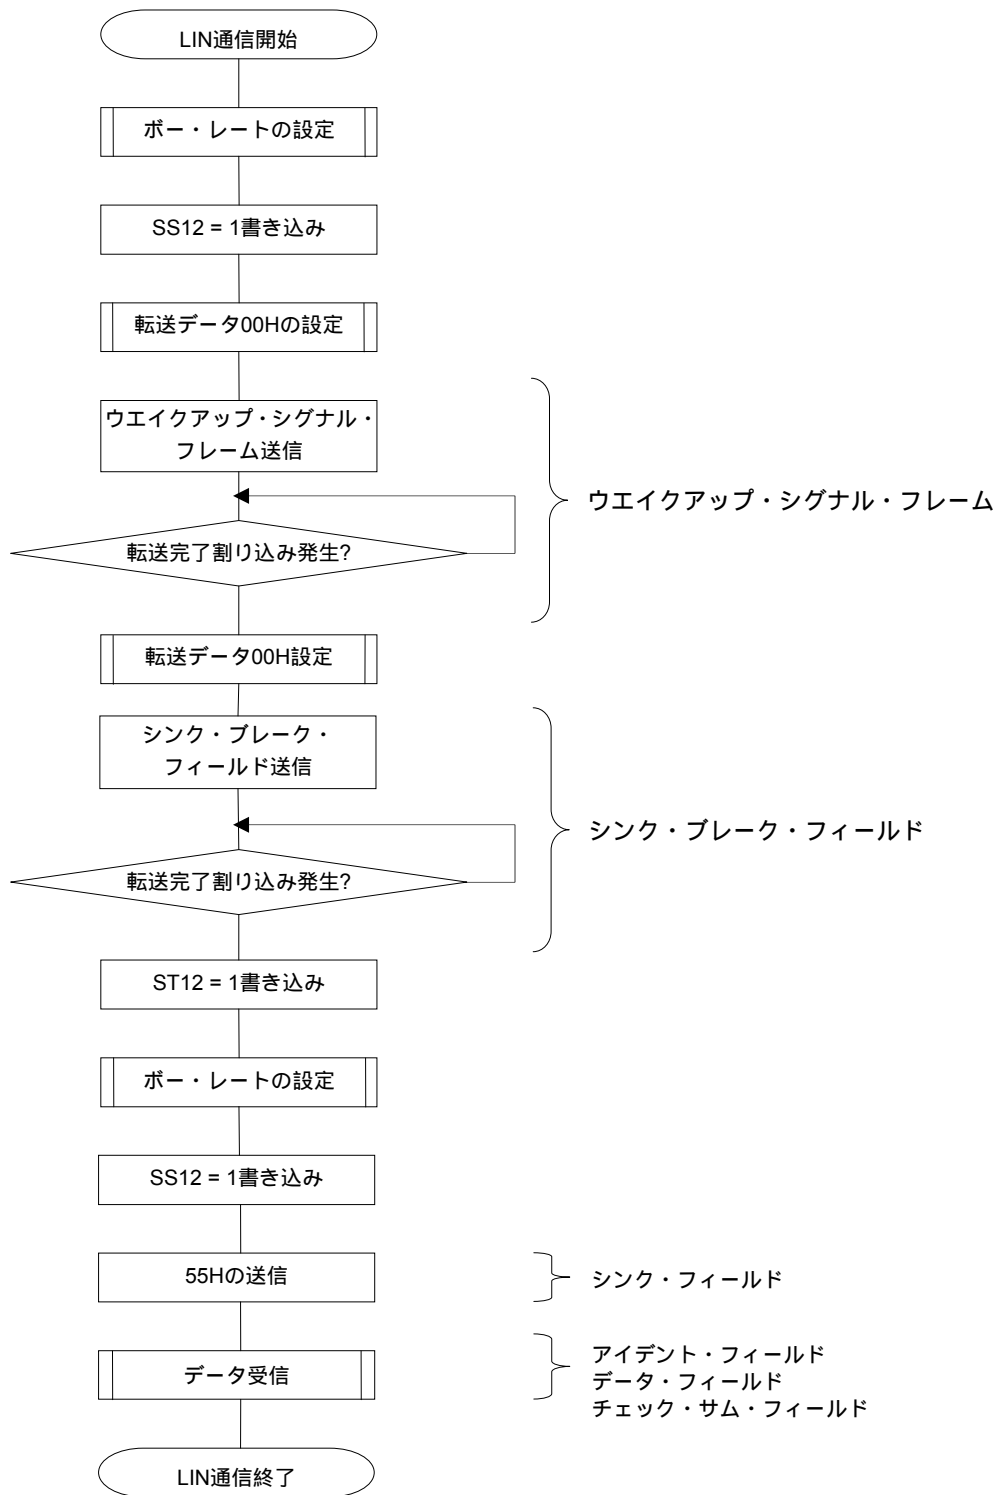 LIN通信開始
ボー・レートの設定
SS12 = 1書き込み
転送データ00Hの設定
ウエイクアップ・シグナル・
フレーム送信
ウエイクアップ・シグナル・フレーム
転送完了割り込み発生?
転送データ00H設定
シンク・ブレーク・
フィールド送信
シンク・ブレーク・フィールド
転送完了割り込み発生?
ST12 = 1書き込み
ボー・レートの設定
SS12 = 1書き込み
55Hの送信
シンク・フィールド
データ受信
アイデント・フィールド
データ・フィールド
チェック・サム・フィールド
LIN通信終了